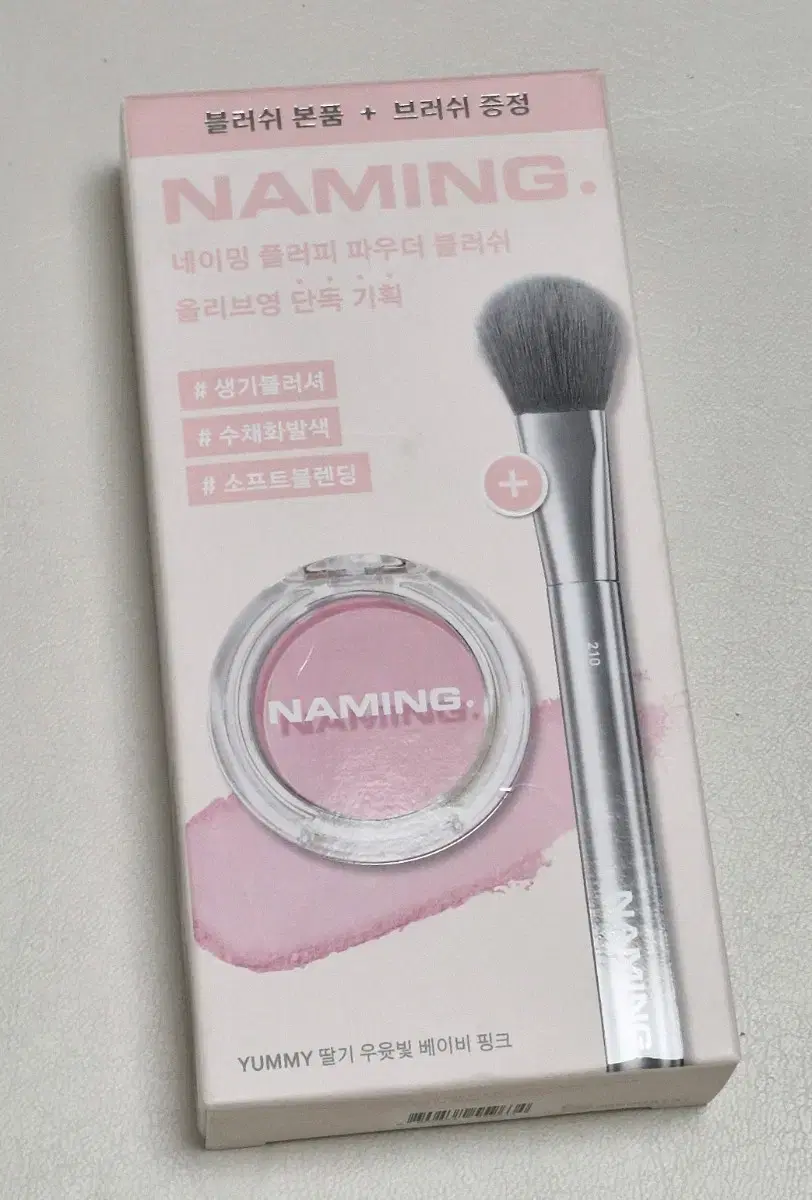 블러쉬 본품 + 브러쉬 증정
NAMING.
네이밍 플러피 파우더 블러쉬
올리브영 단독 기획
# 생기블러셔
# 수채화발색
# 소프트블렌딩
+
210
NAMING.
NAMING
YUMMY 딸기 우윳빛 베이비 핑크